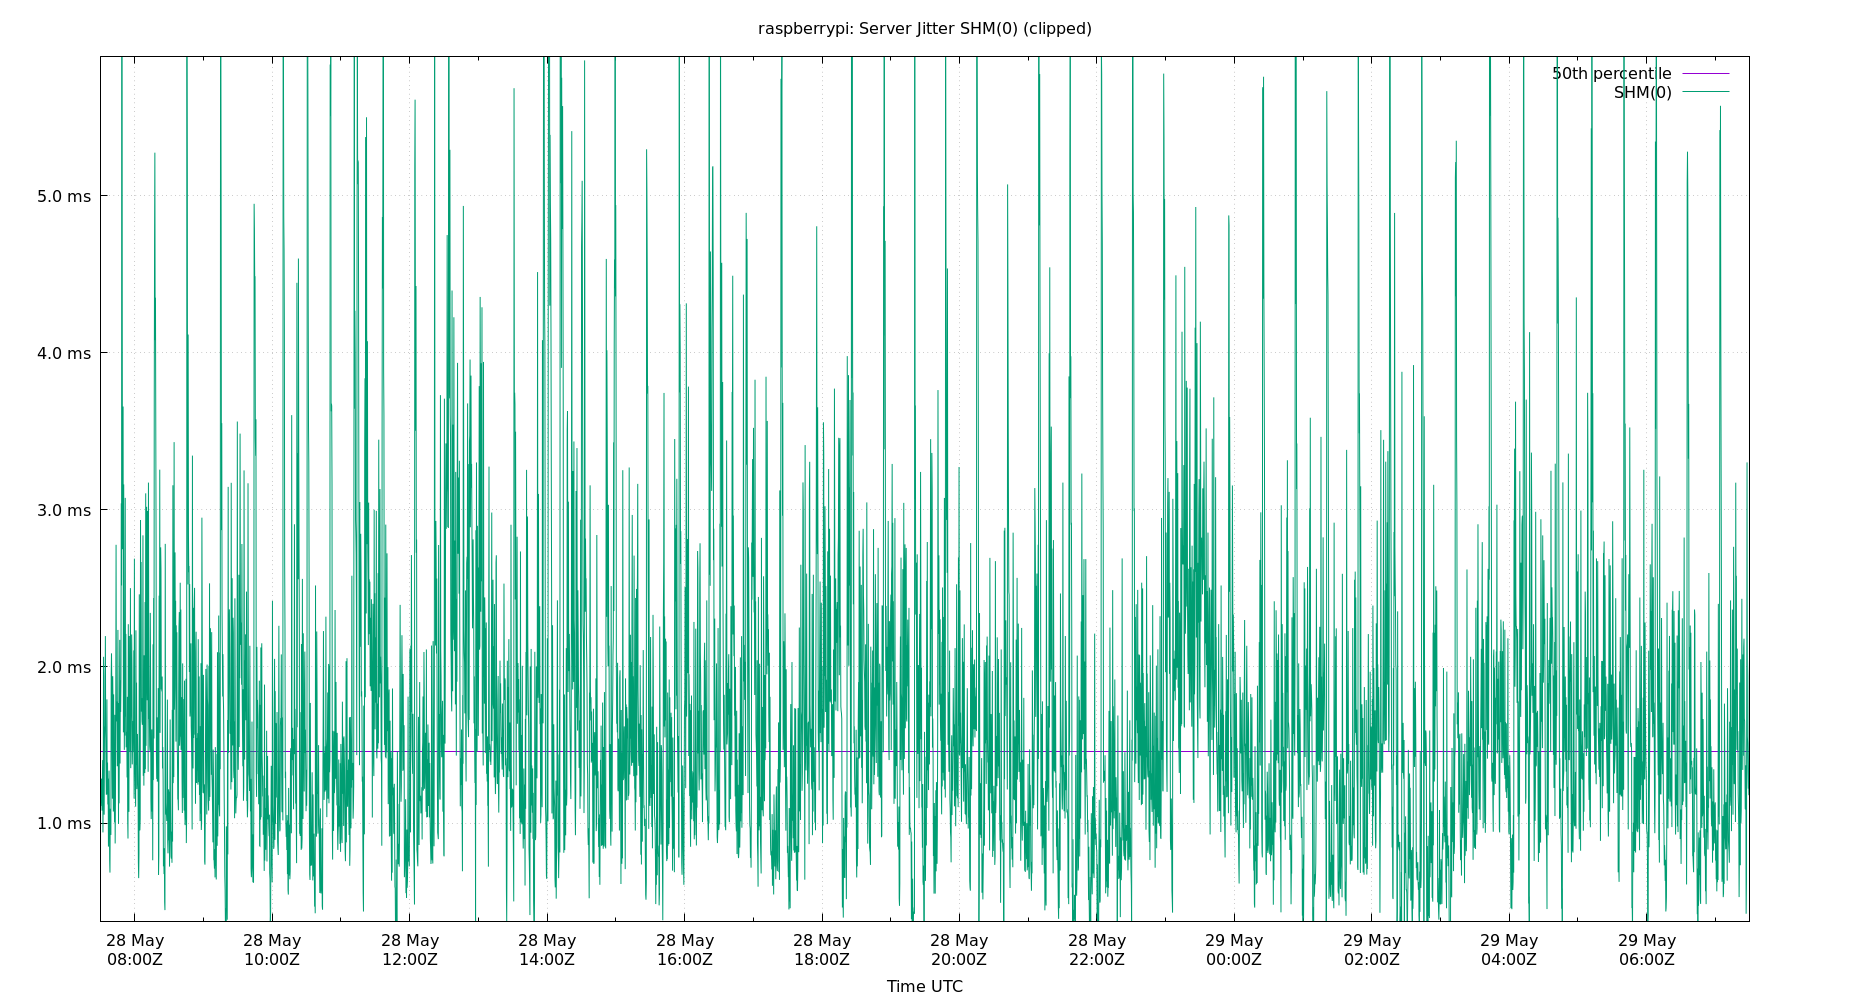 raspberrypi: Server Jitter SHM(0) (clipped)
50th percentile
SHM(0)
5.0 ms
4.0 ms
3.0 ms
2.0 ms
1.0 ms
28 May 28 May 28 May 28 May 28 May 28 May 28 May 28 May 29 May 29 May 29 May 29 May
08:00Z 10:00Z 12:00Z 14:00Z 16:00Z 18:00Z 20:00Z 22:00Z 00:00Z 02:00Z 04:00Z 06:00Z
Time UTC